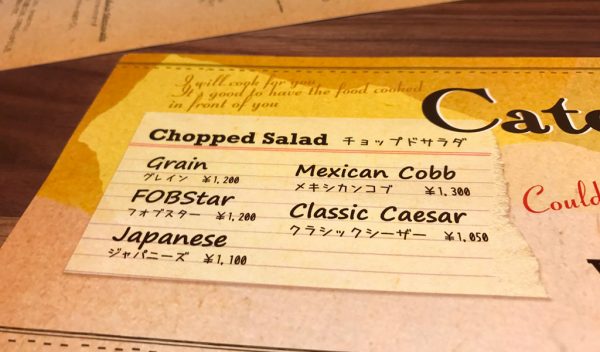 I will cook for you
It's good to have the food cooked
in front of you
Cate
Chopped Salad チョップドサラダ
Grain
グレイン ¥1,200
FOBStar
フォブスター ¥1,200
Japanese
ジャパニーズ ¥1,100
Mexican Cobb
メキシカンコブ ¥1,300
Classic Caesar
クラシックシーザー ¥1,050
Could